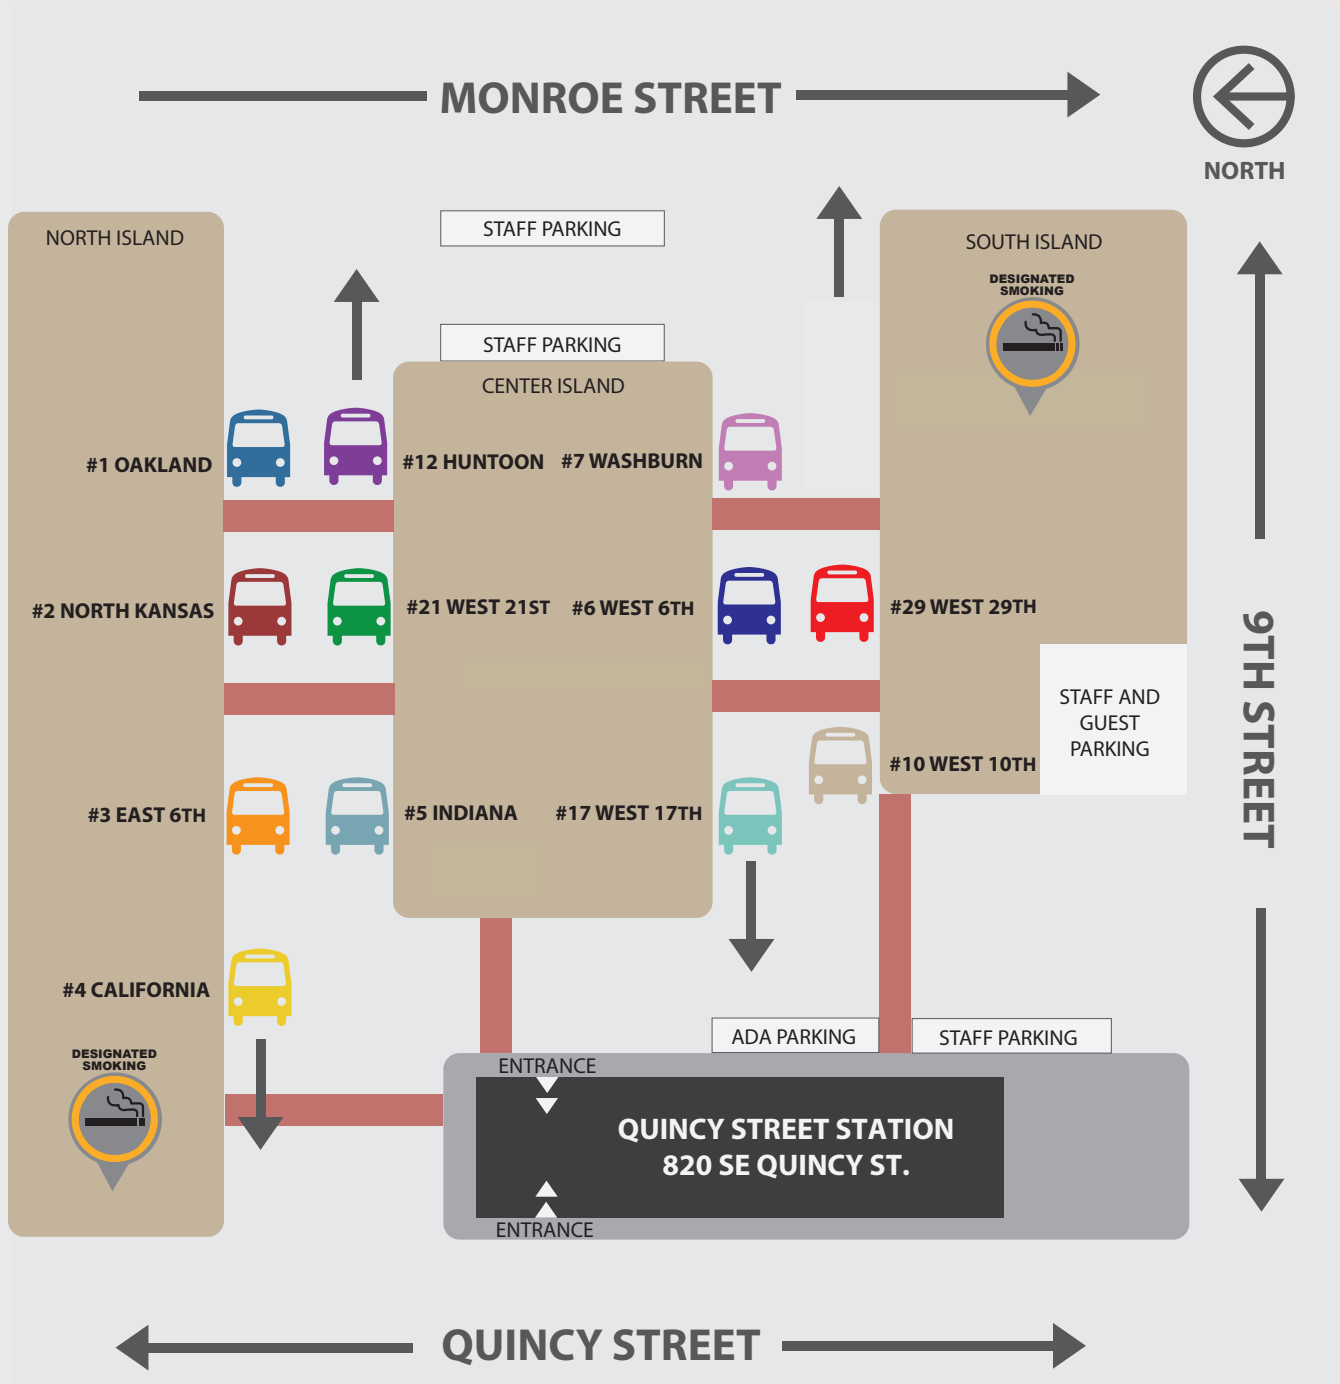 MONROE STREET
NORTH
NORTH ISLAND
STAFF PARKING
SOUTH ISLAND
DESIGNATED
SMOKING
STAFF PARKING
CENTER ISLAND
#1 OAKLAND
#12 HUNTOON
#7 WASHBURN
#2 NORTH KANSAS
#21 WEST 21ST
#6 WEST 6TH
#29 WEST 29TH
9TH STREET
STAFF AND
GUEST
PARKING
#10 WEST 10TH
#3 EAST 6TH
#5 INDIANA
#17 WEST 17TH
#4 CALIFORNIA
DESIGNATED
SMOKING
ADA PARKING
STAFF PARKING
ENTRANCE
QUINCY STREET STATION
820 SE QUINCY ST.
ENTRANCE
QUINCY STREET